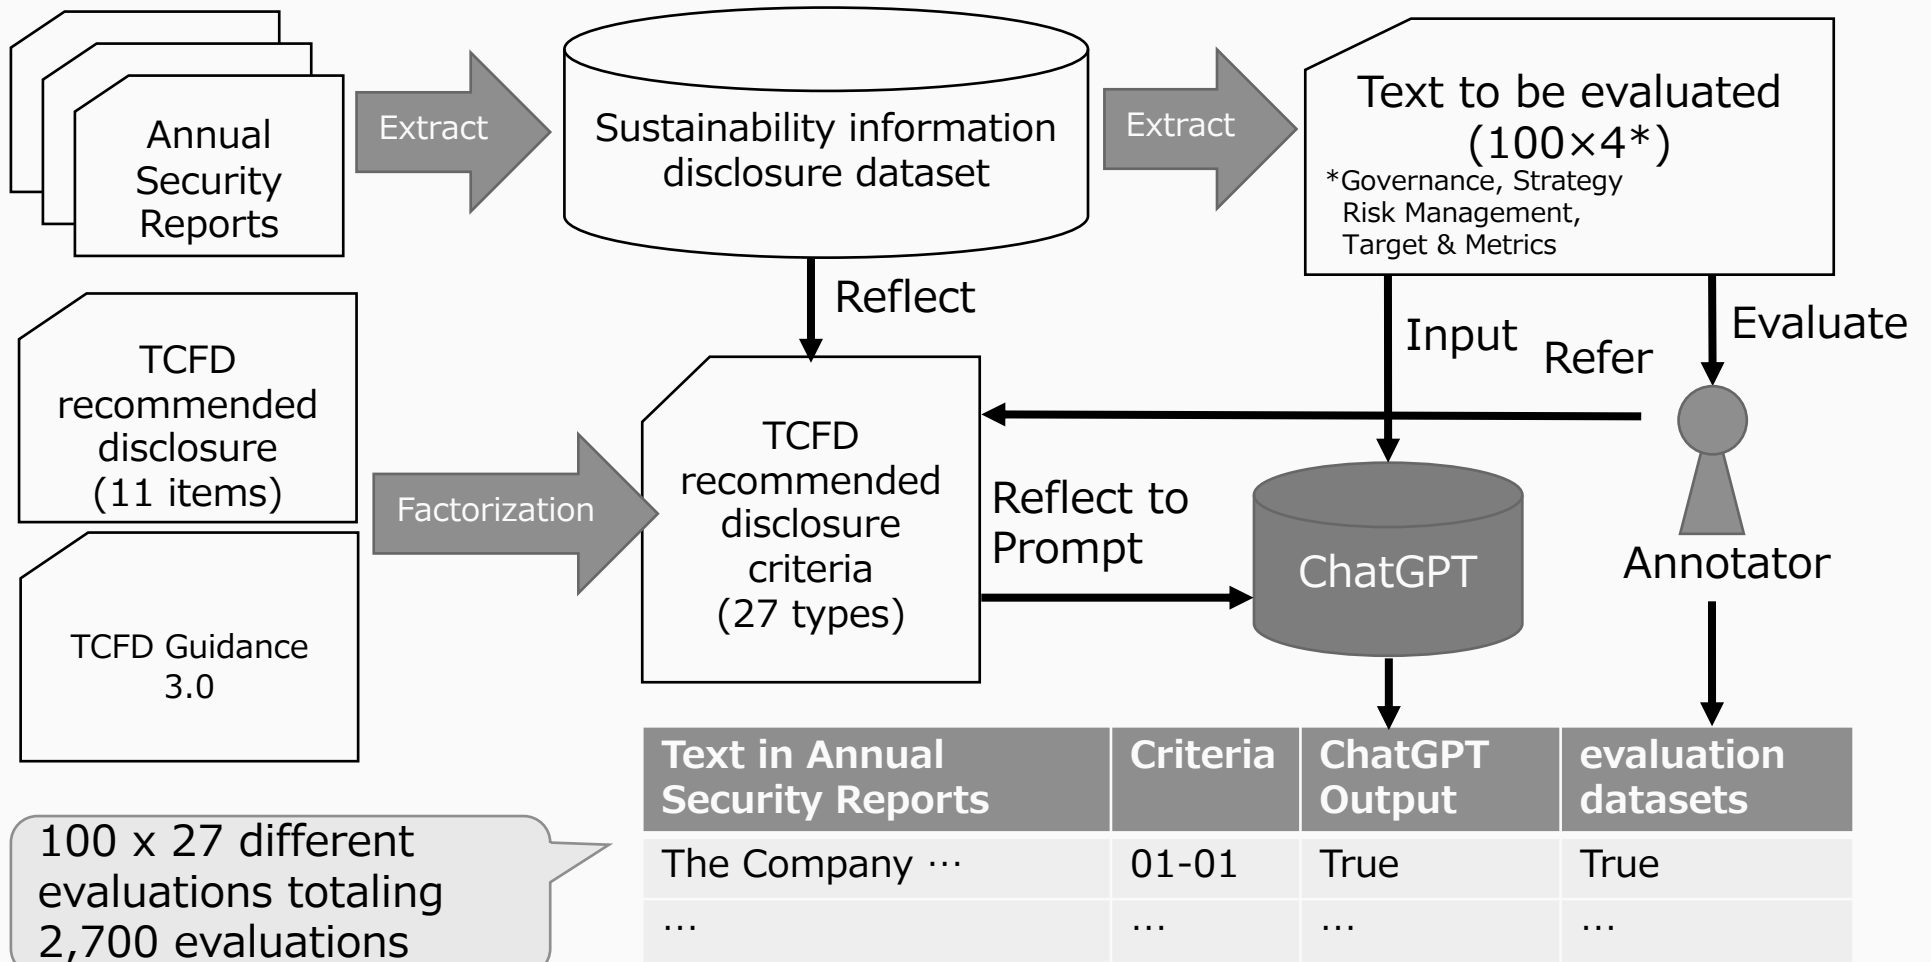 Annual
Security
Reports
Extract
Sustainability information
disclosure dataset
Extract
Text to be evaluated
(100×4*)
*Governance, Strategy
Risk Management,
Target & Metrics
Reflect
Input
Refer
Evaluate
TCFD
recommended
disclosure
(11 items)
TCFD Guidance
3.0
Factorization
TCFD
recommended
disclosure
criteria
(27 types)
Reflect to
Prompt
ChatGPT
Annotator
Text in Annual
Security Reports
Criteria
ChatGPT
Output
evaluation
datasets
The Company ⋯ 01-01 True True
… … … …
100 x 27 different
evaluations totaling
2,700 evaluations